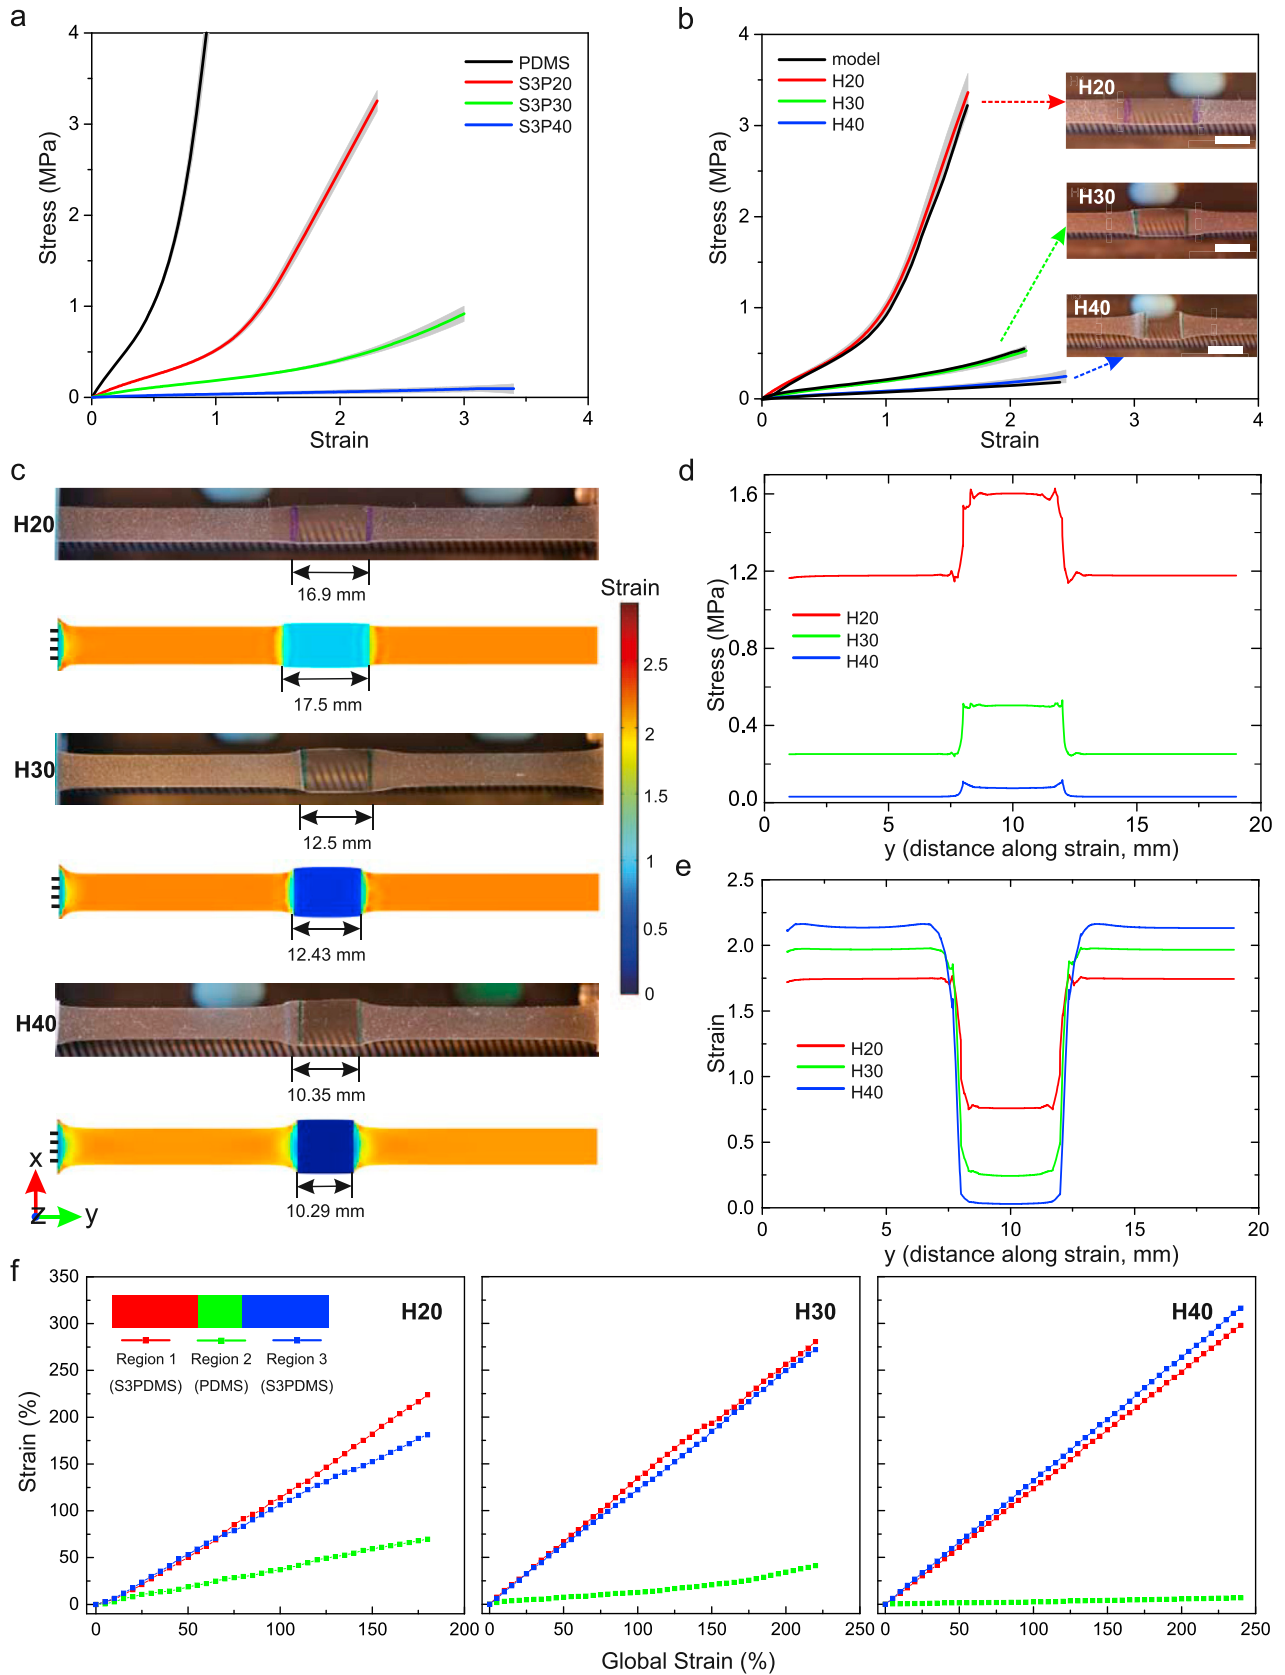 a
4
3
2
1
0
Stress (MPa)
PDMS
S3P20
S3P30
S3P40
0 1 2 3 4
Strain
b
4
3
2
1
0
Stress (MPa)
model
H20
H30
H40
H20
H30
H40
0 1 2 3 4
Strain
c
H20
16.9 mm
17.5 mm
H30
12.5 mm
12.43 mm
H40
10.35 mm
10.29 mm
Strain
2.5
2
1.5
1
0.5
0
x
z
y
d
1.6
1.2
0.8
0.4
0.0
Stress (MPa)
H20
H30
H40
0 5 10 15 20
y (distance along strain, mm)
e
2.5
2.0
1.5
1.0
0.5
0.0
Strain
H20
H30
H40
0 5 10 15 20
y (distance along strain, mm)
f
350
300
250
200
150
100
50
0
Strain (%)
H20
Region 1 Region 2 Region 3
(S3PDMS) (PDMS) (S3PDMS)
0 50 100 150 200
H30
0 50 100 150 200 250
H40
0 50 100 150 200 250
Global Strain (%)